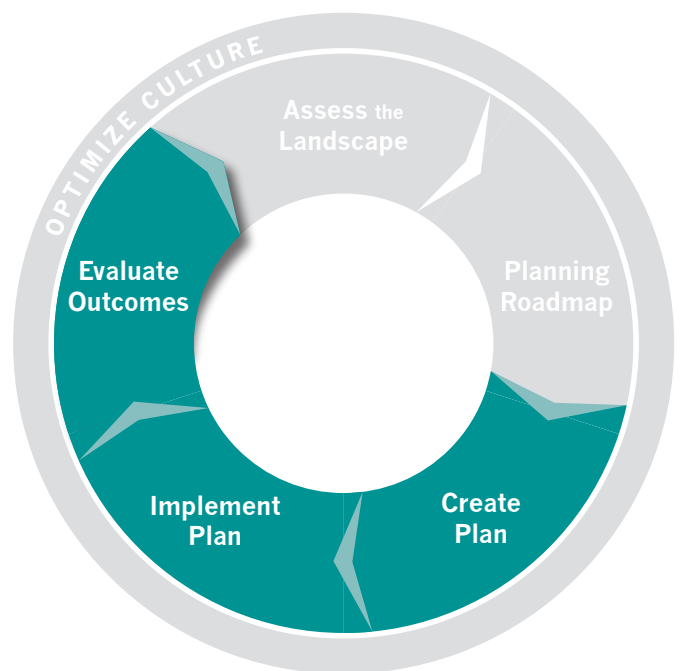 OPTIMIZE CULTURE
Assess the
Landscape
Planning
Roadmap
Create
Plan
Implement
Plan
Evaluate
Outcomes